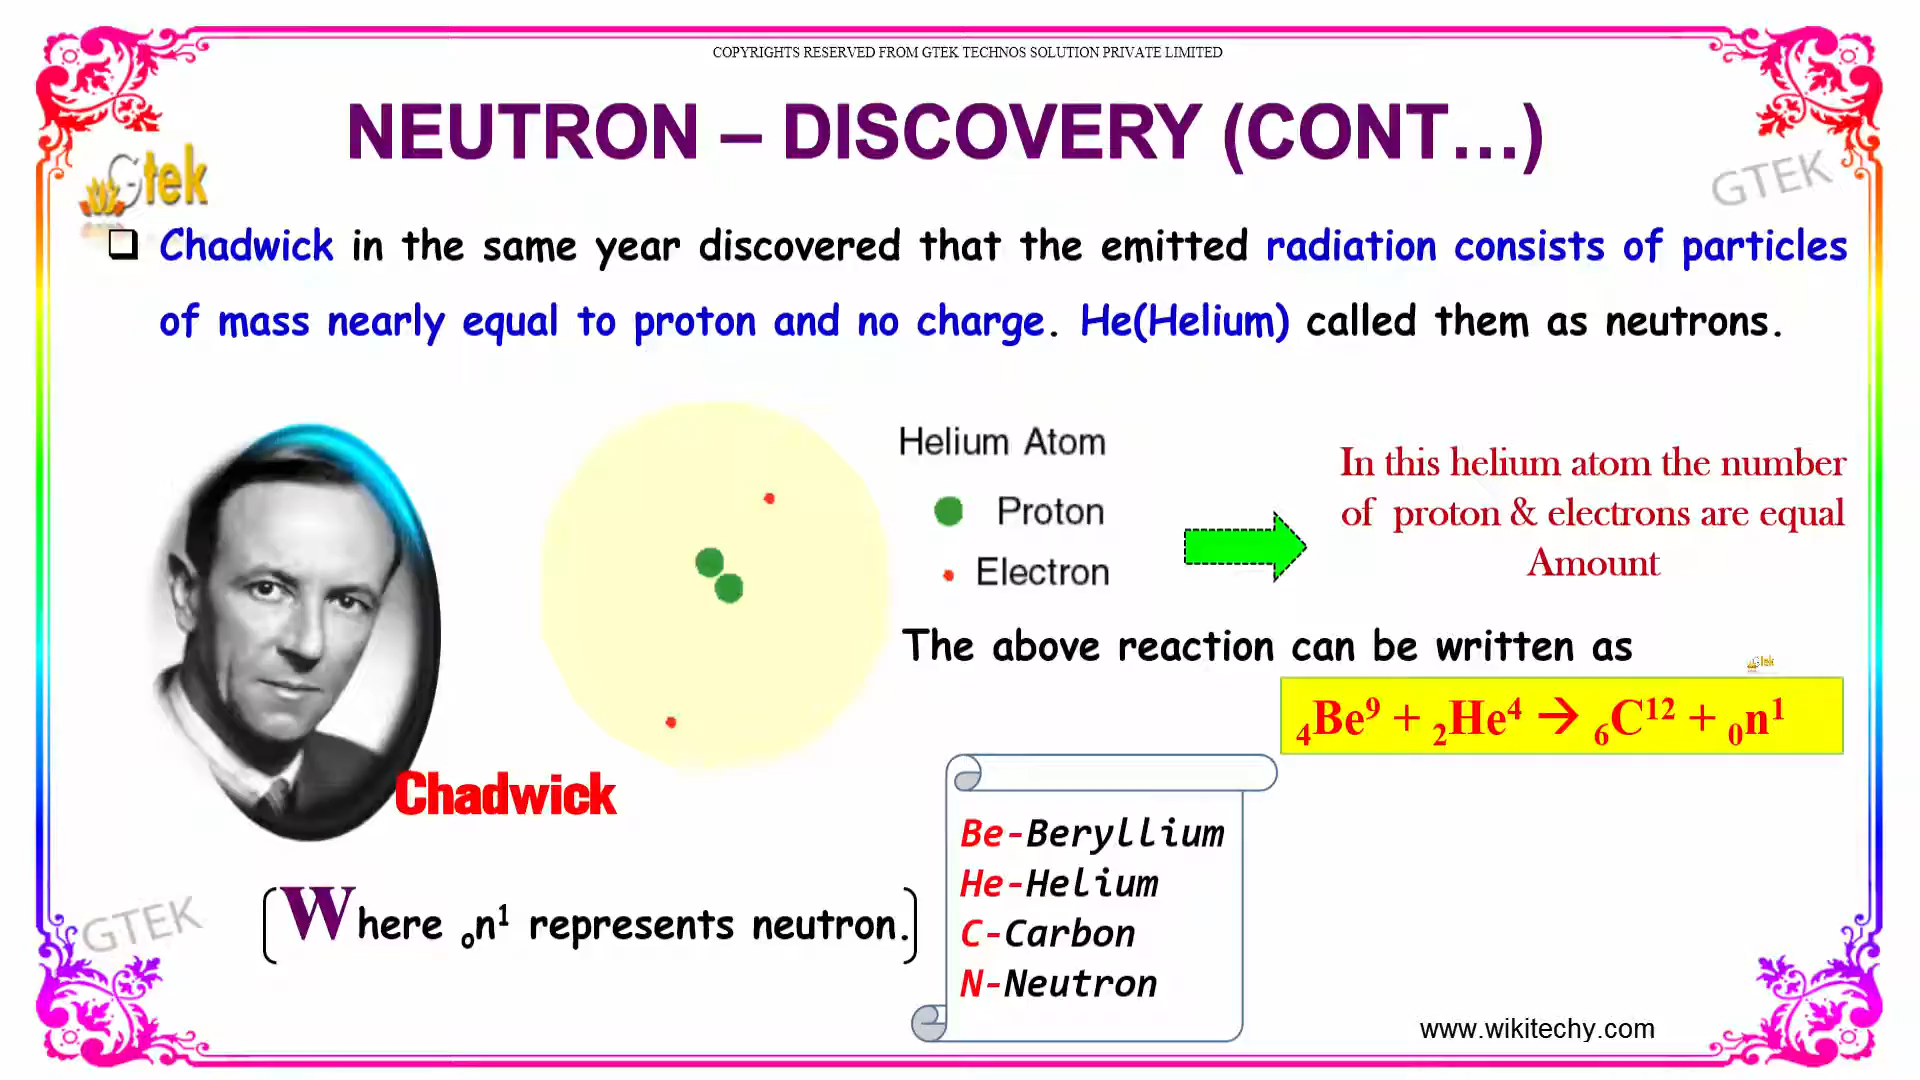 COPYRIGHTS RESERVED FROM GTEK TECHNOS SOLUTION PRIVATE LIMITED
NEUTRON – DISCOVERY (CONT...)
Gtek
GTEK
❑ Chadwick in the same year discovered that the emitted radiation consists of particles
of mass nearly equal to proton and no charge. He(Helium) called them as neutrons.
Helium Atom
Proton
Electron
In this helium atom the number
of proton & electrons are equal
Amount
The above reaction can be written as
Gtek
₄Be⁹ + ₂He⁴ → ₆C¹² + ₀n¹
Chadwick
Be-Beryllium
He-Helium
C-Carbon
N-Neutron
GTEK
[Where ₒn¹ represents neutron.]
www.wikitechy.com